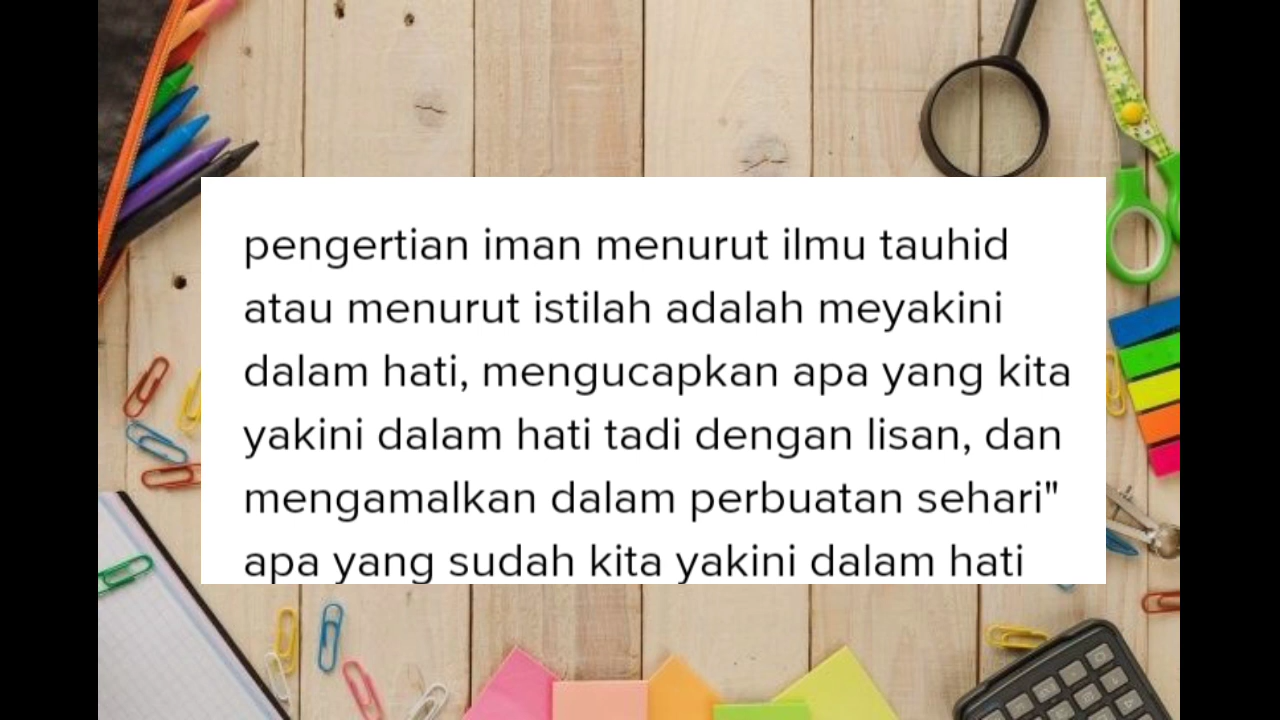 pengertian iman menurut ilmu tauhid
atau menurut istilah adalah meyakini
dalam hati, mengucapkan apa yang kita
yakini dalam hati tadi dengan lisan, dan
mengamalkan dalam perbuatan sehari"
apa yang sudah kita yakini dalam hati